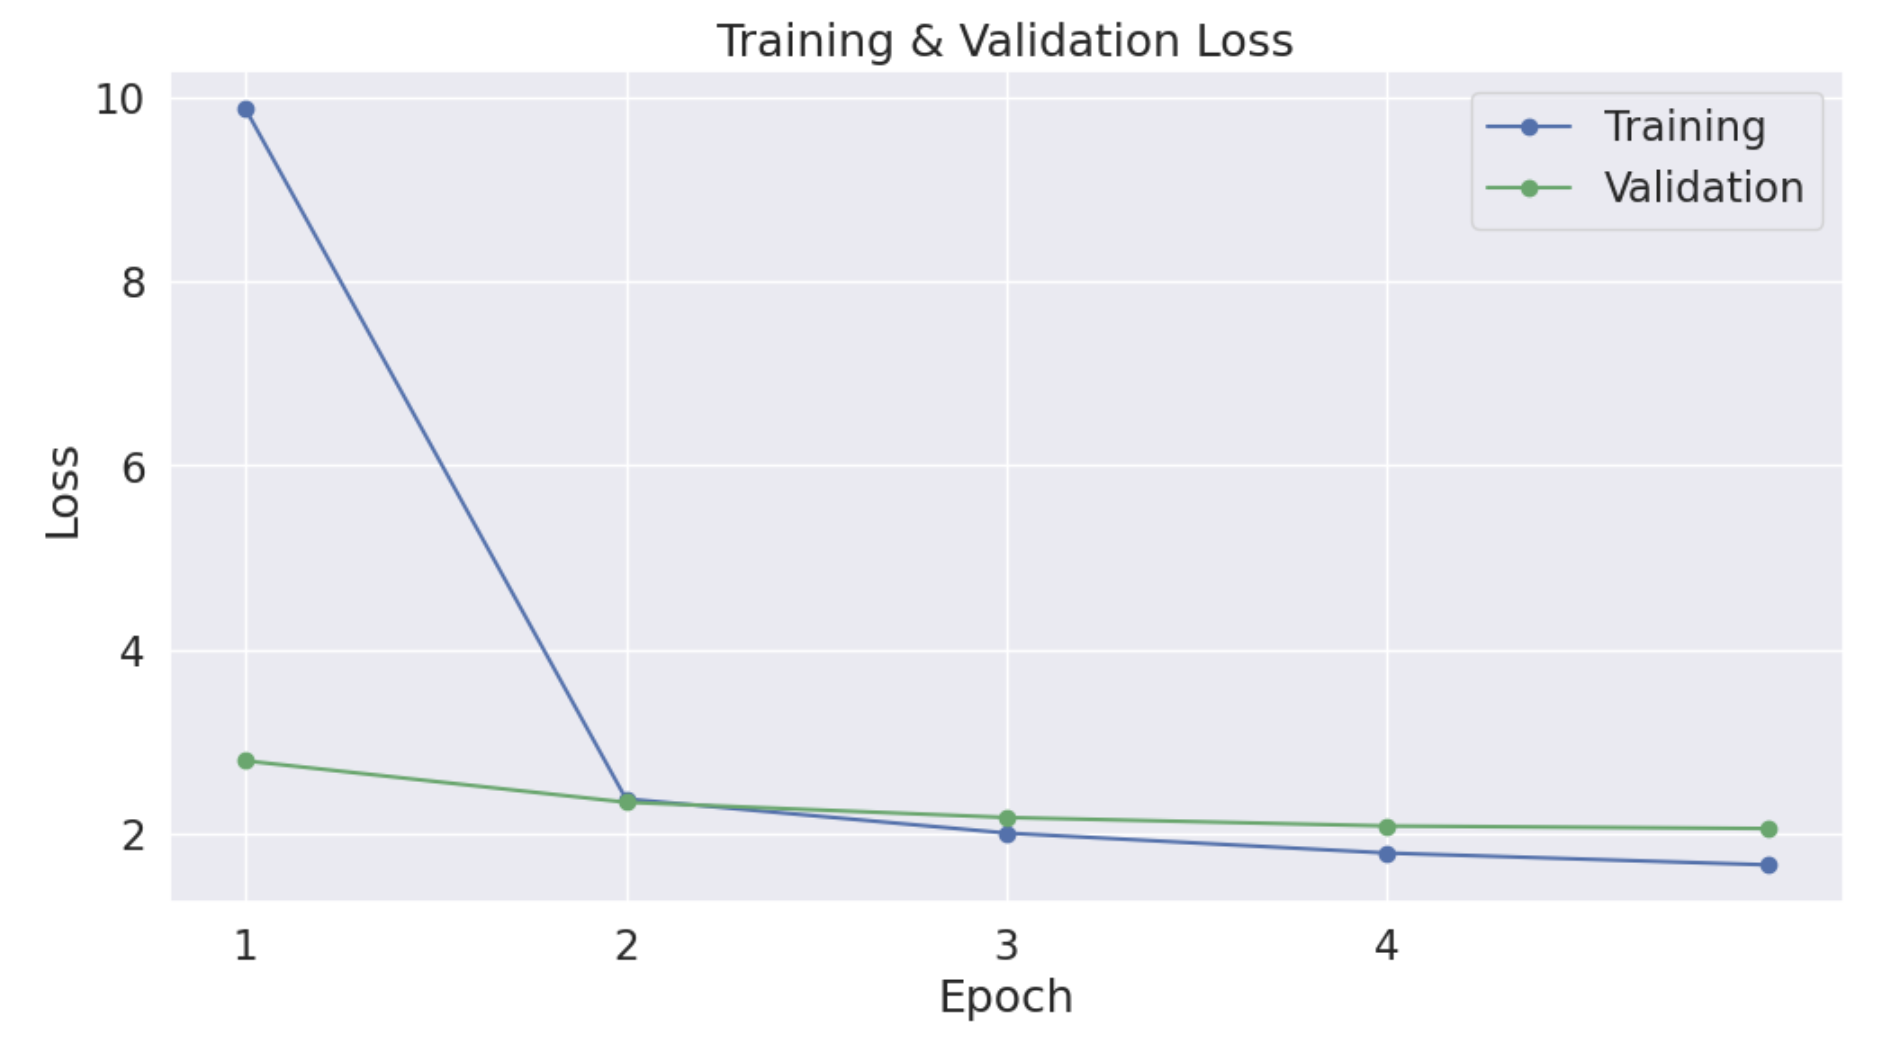 Training & Validation Loss
10
8
6
4
2
Loss
Training
Validation
1 2 3 4
Epoch